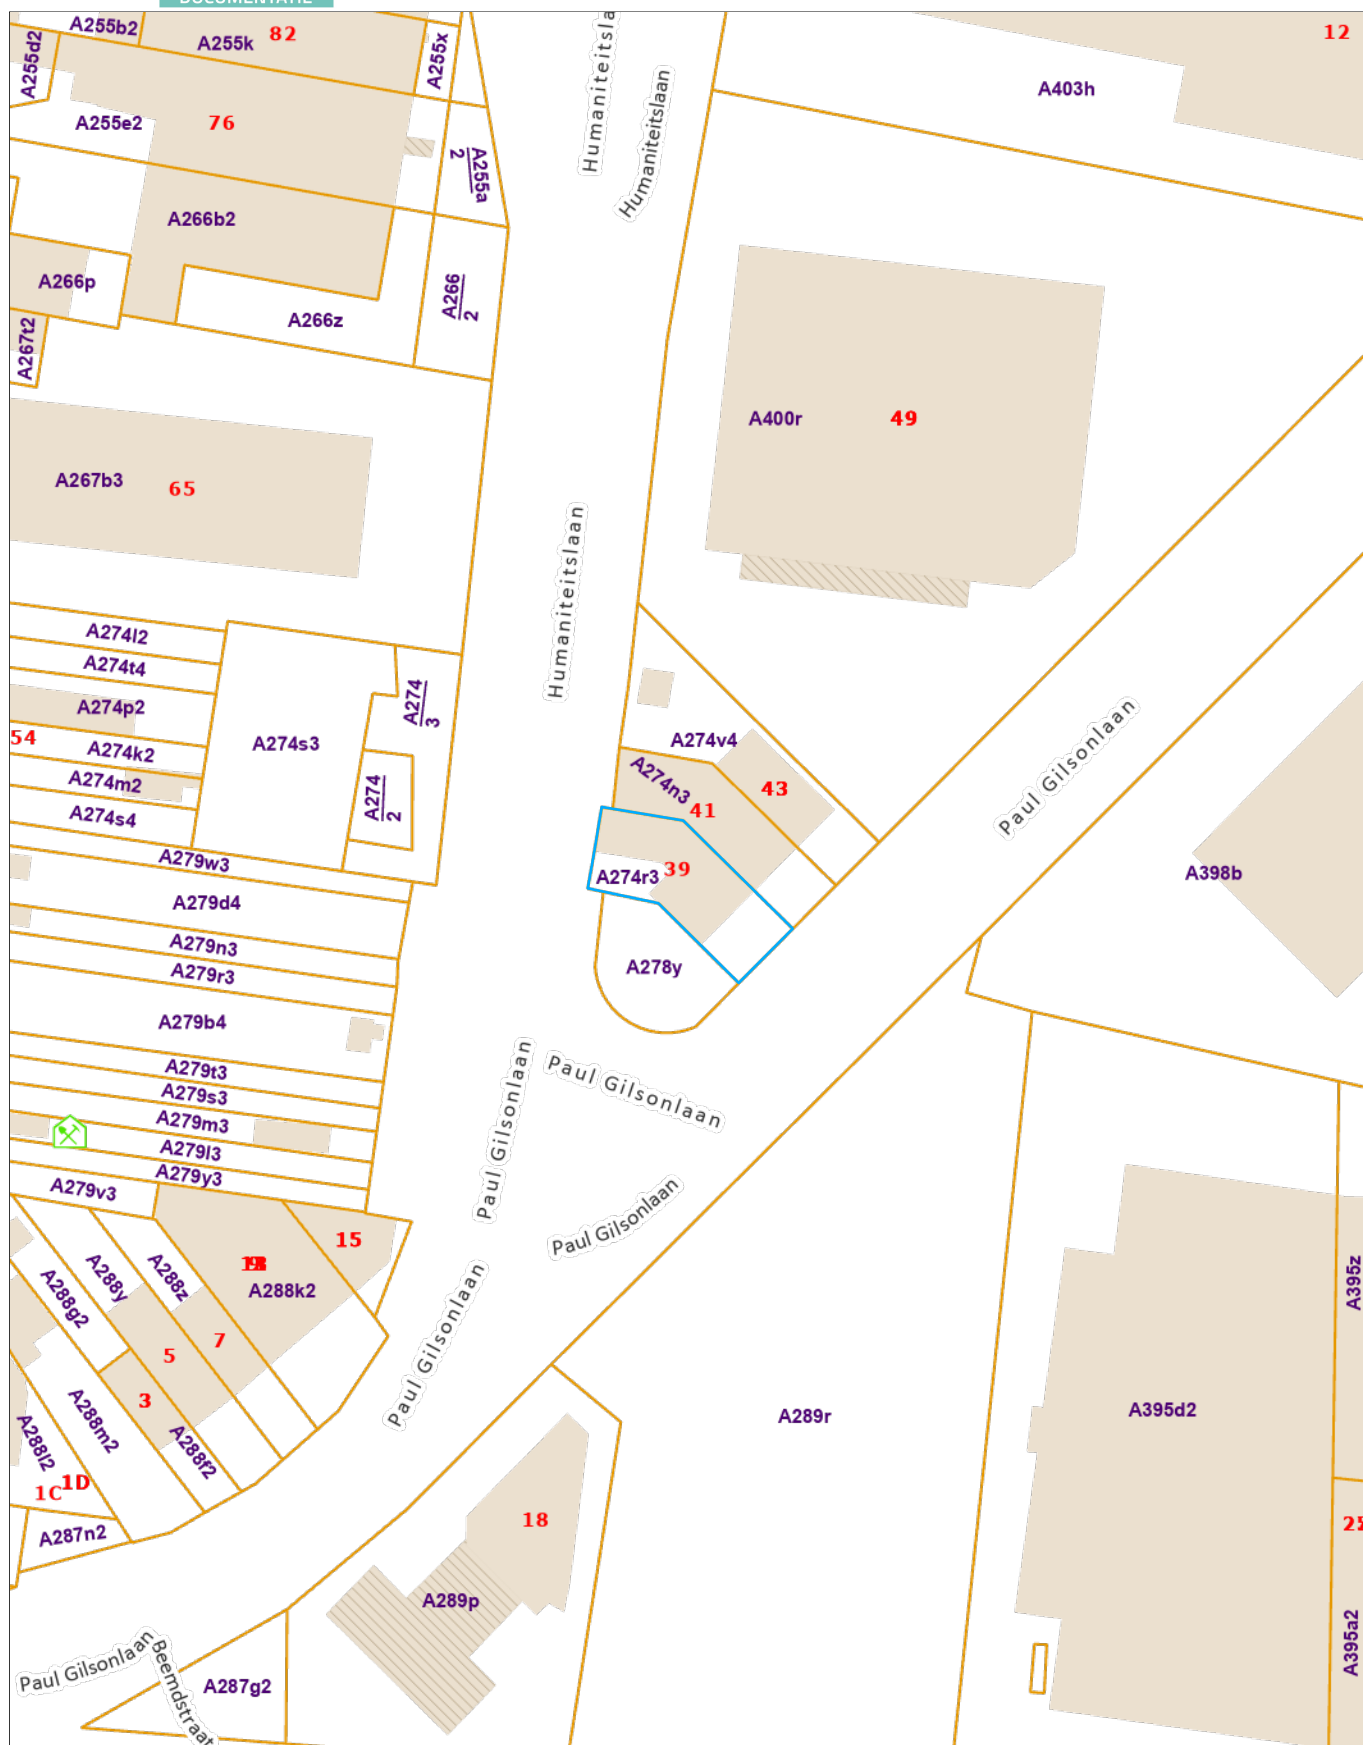 DOCUMENTATIE
A255b2
A255k
82
A255x
A255d2
A255e2
76
A255a
2
Humaniteitsla
Humaniteitslaan
12
A403h
A266b2
A266p
A266z
A266
2
A267t2
A267b3
65
A400r
49
Humaniteitslaan
A274l2
A274t4
A274p2
54
A274k2
A274m2
A274s4
A274s3
A274
3
A274
2
A274v4
A274n3
43
41
39
A274r3
A278y
Paul Gilsonlaan
A398b
A279w3
A279d4
A279n3
A279r3
A279b4
A279t3
A279s3
A279m3
A279l3
A279y3
A279v3
Paul Gilsonlaan
Paul Gilsonlaan
Paul Gilsonlaan
Paul Gilsonlaan
15
A288k2
A288z
A288y
A288g2
7
5
3
A288f2
A288m2
A288l2
1C
1D
A287n2
A289r
A395d2
A395z
A395a2
18
A289p
Paul Gilsonlaan
Beemdstraat
A287g2